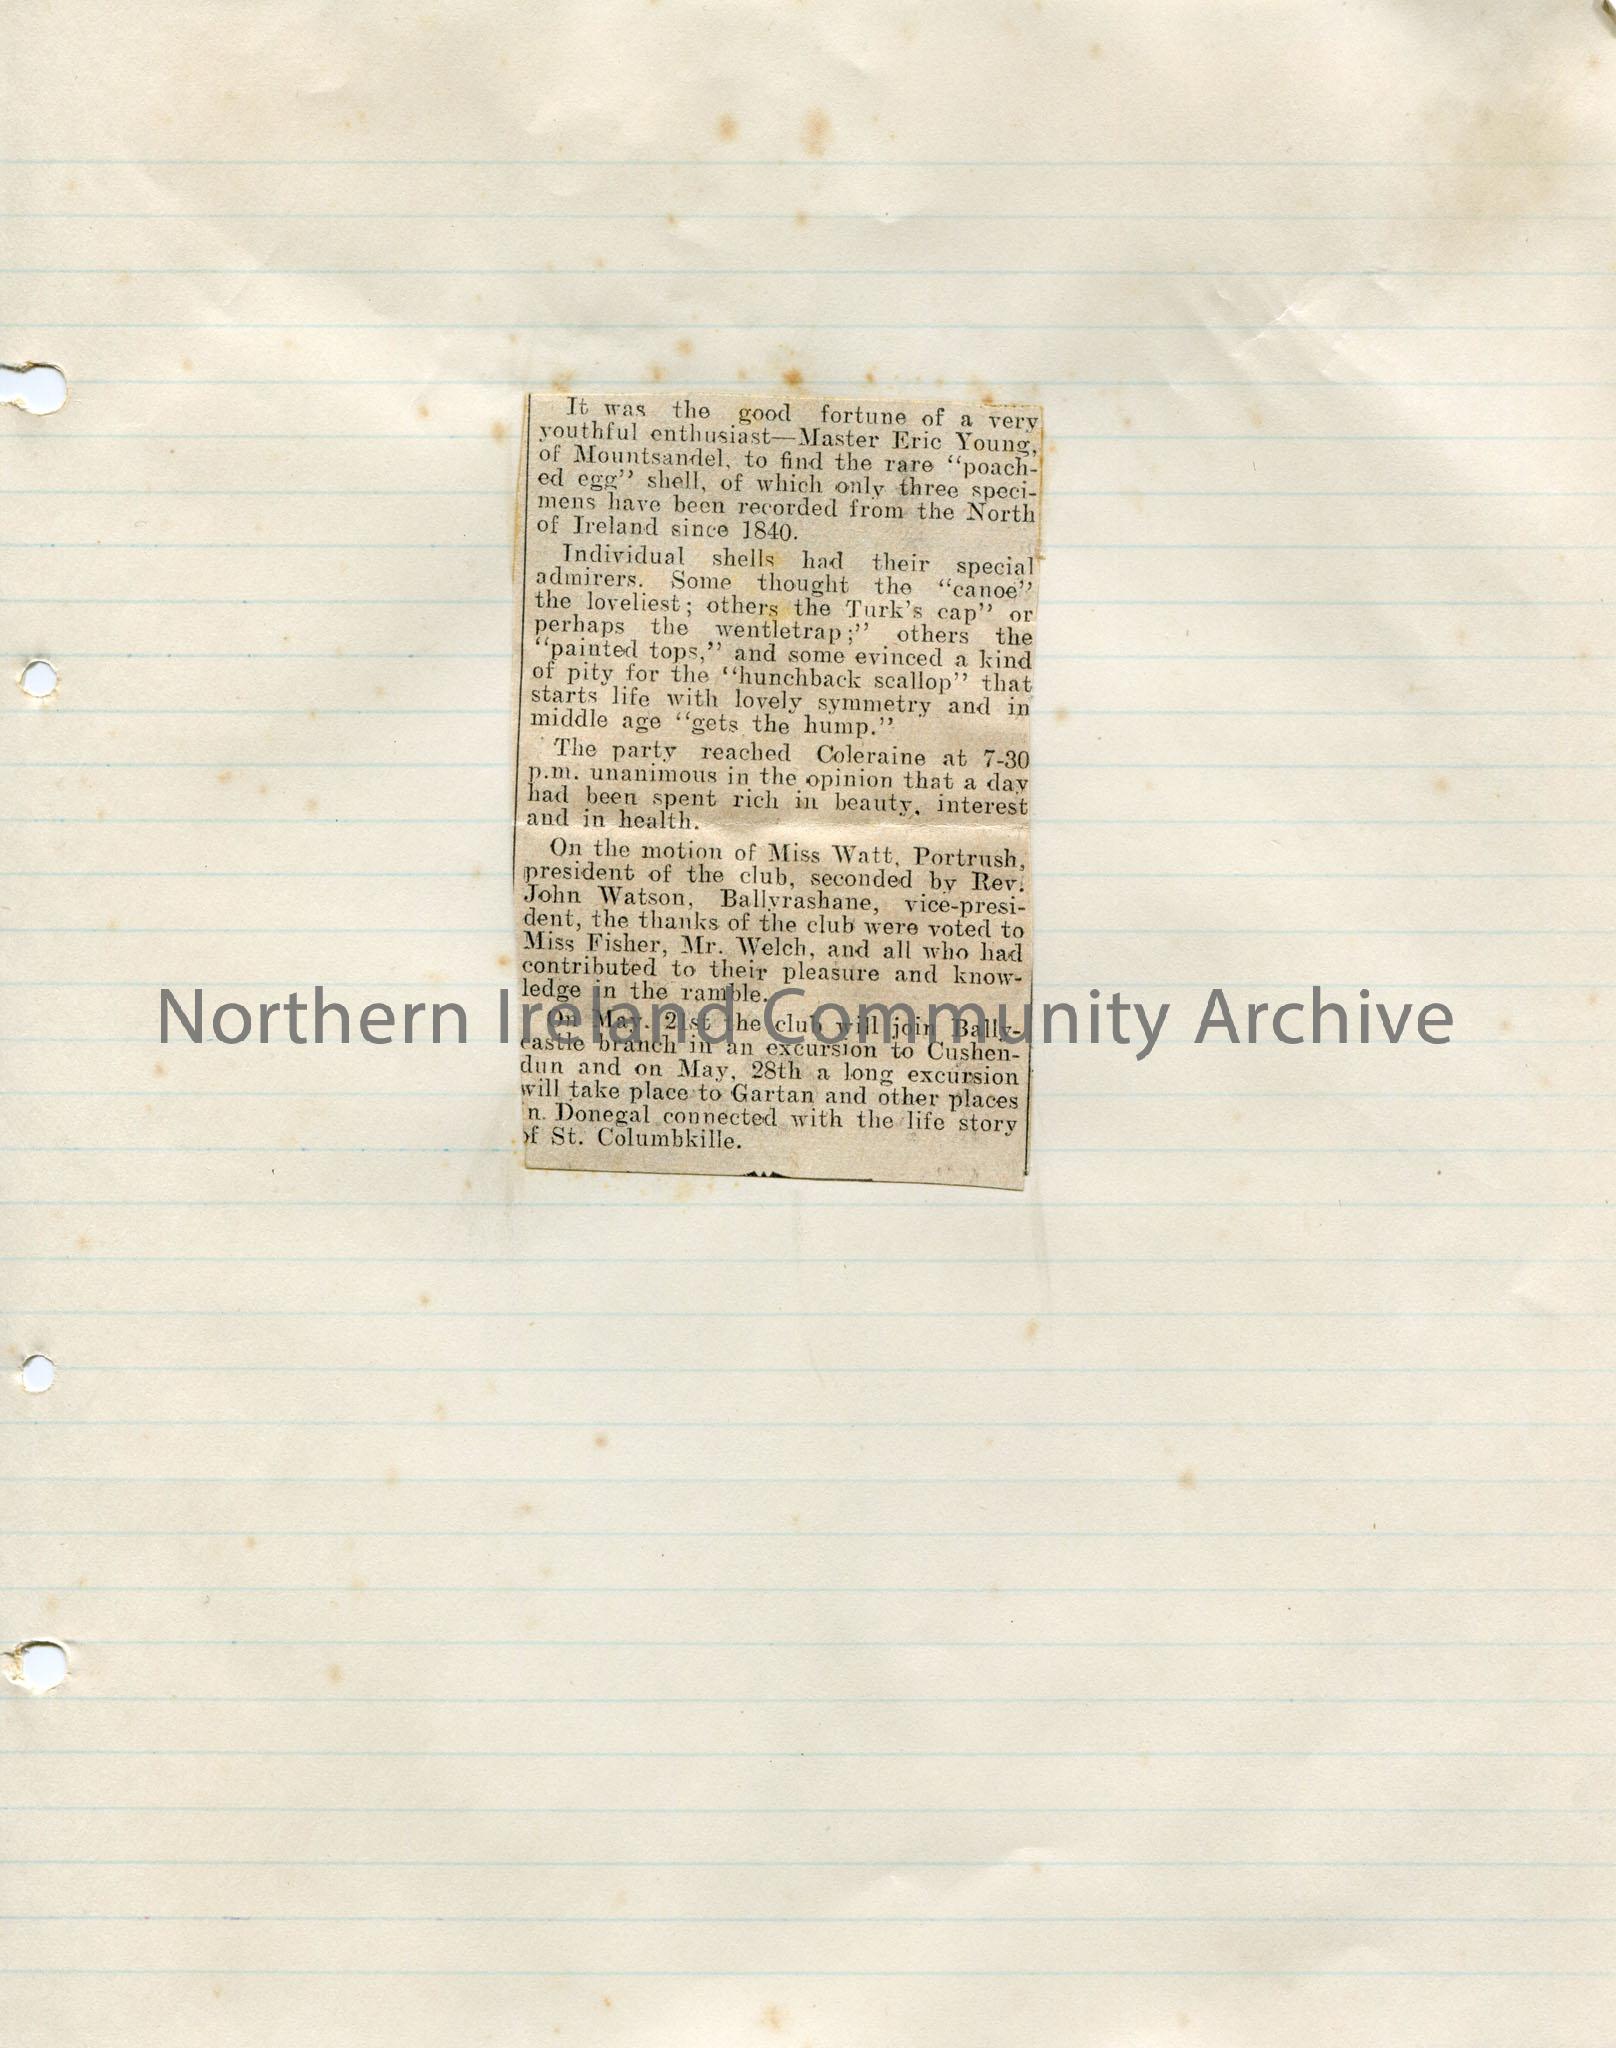 It was the good fortune of a very
youthful enthusiast—Master Eric Young,
of Mountsandel, to find the rare "poach-
ed egg" shell, of which only three speci-
mens have been recorded from the North
of Ireland since 1840.
Individual shells had their special
admirers. Some thought the "canoe"
the loveliest; others the Turk's cap" or
perhaps the wentletrap;" others the
"painted tops," and some evinced a kind
of pity for the "hunchback scallop" that
starts life with lovely symmetry and in
middle age "gets the hump."
The party reached Coleraine at 7-30
p.m. unanimous in the opinion that a day
had been spent rich in beauty, interest
and in health.
On the motion of Miss Watt, Portrush,
president of the club, seconded by Rev.
John Watson, Ballyrashane, vice-presi-
dent, the thanks of the club were voted to
Miss Fisher, Mr. Welch, and all who had
contributed to their pleasure and know-
ledge in the ramble.
Northern Ireland Community Archive
On May. 21st the club will join Bally-
castle branch in an excursion to Cushen-
dun and on May, 28th a long excursion
will take place to Gartan and other places
n. Donegal connected with the life story
of St. Columbkille.